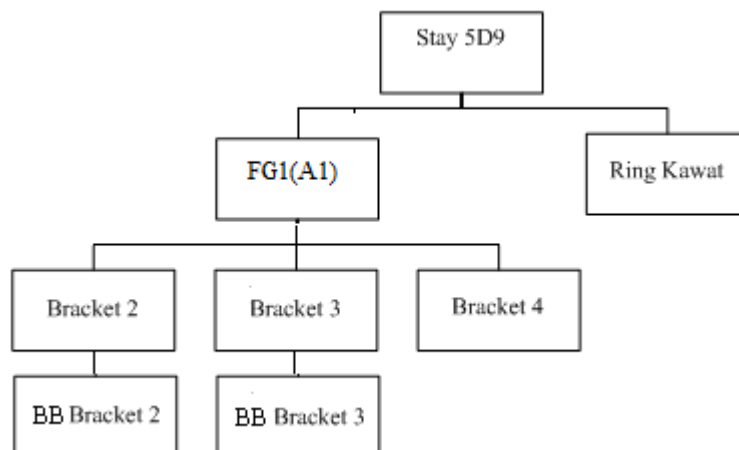 Stay 5D9
FG1(A1)
Ring Kawat
Bracket 2
Bracket 3
Bracket 4
BB Bracket 2
BB Bracket 3